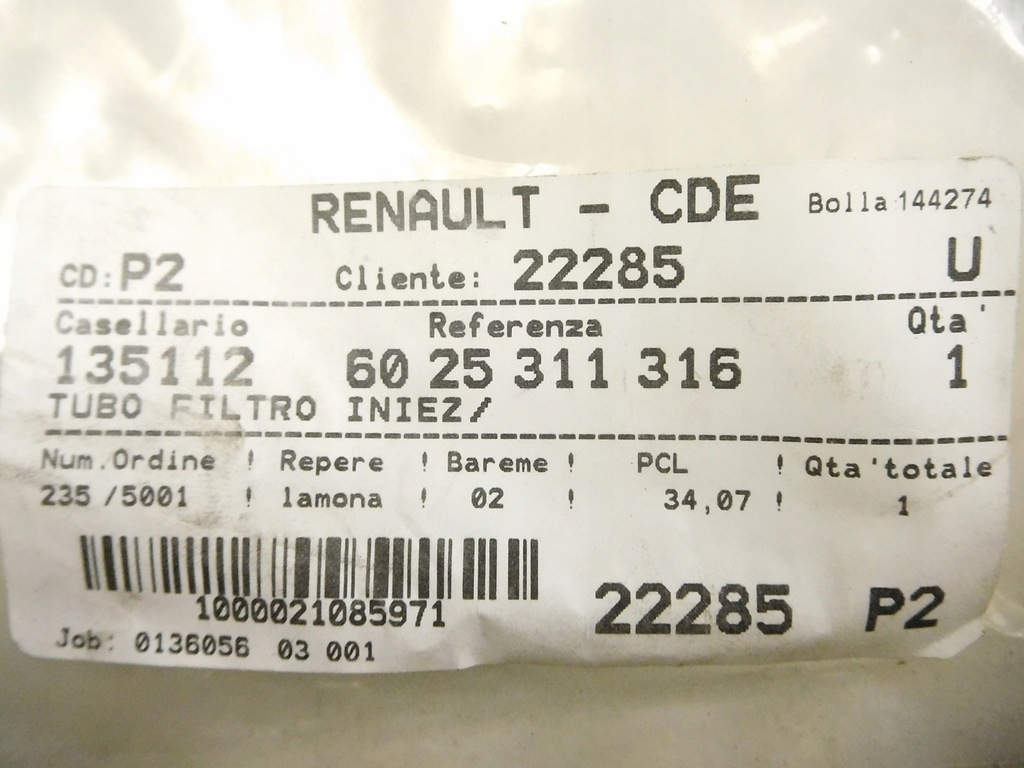 RENAULT - CDE Bolla 144274
CD: P2 Cliente: 22285 U
Casellario Referenza Qta'
135112 60 25 311 316 1
TUBO FILTRO INIEZ/
Num.Ordine ! Repere ! Bareme ! PCL ! Qta'totale
235 /5001 ! lamona ! 02 ! 34,07 ! 1
1000021085971 22285 P2
Job: 0136056 03 001